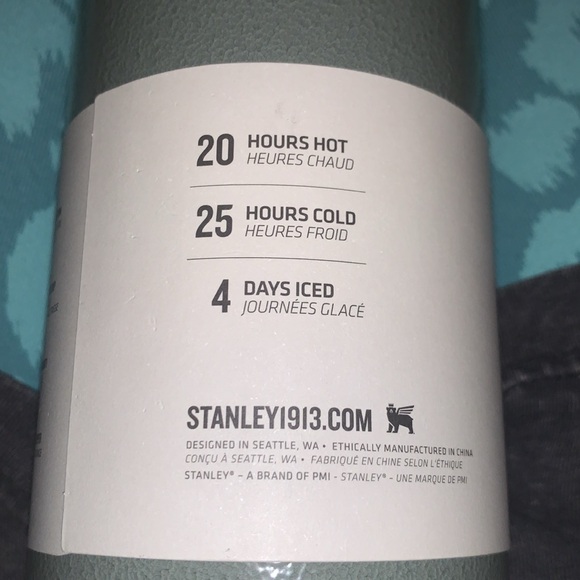 20 HOURS HOT
HEURES CHAUD
25 HOURS COLD
HEURES FROID
4 DAYS ICED
JOURNÉES GLACÉ
STANLEY1913.COM
DESIGNED IN SEATTLE, WA • ETHICALLY MANUFACTURED IN CHINA
CONÇU À SEATTLE, WA • FABRIQUÉ EN CHINE SELON L'ÉTHIQUE
STANLEY® – A BRAND OF PMI - STANLEY® – UNE MARQUE DE PMI